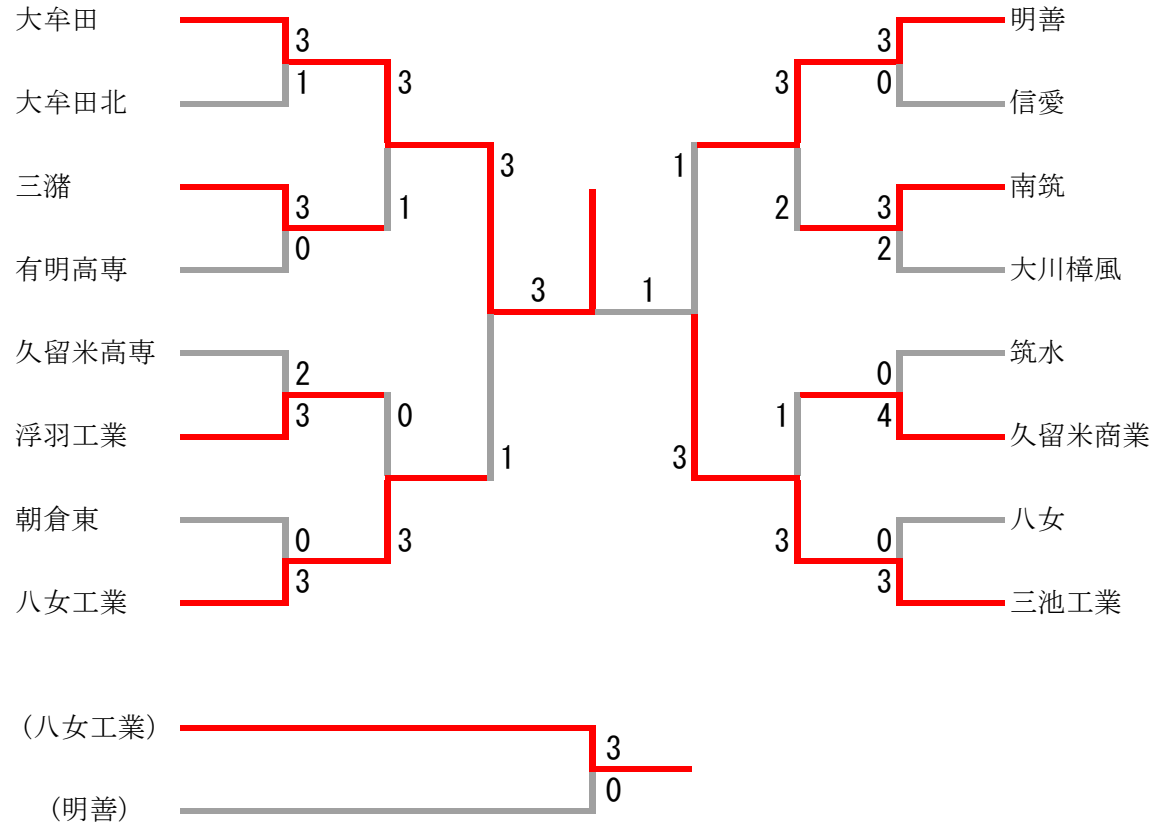 大牟田
3
1
大牟田北
3
1
三潴
3
0
有明高専
3
1
久留米高専
2
3
浮羽工業
0
3
朝倉東
0
3
八女工業
3
1
明善
3
0
信愛
3
2
南筑
3
2
大川樟風
1
3
筑水
0
4
久留米商業
1
3
八女
0
3
三池工業
(八女工業)
3
0
(明善)